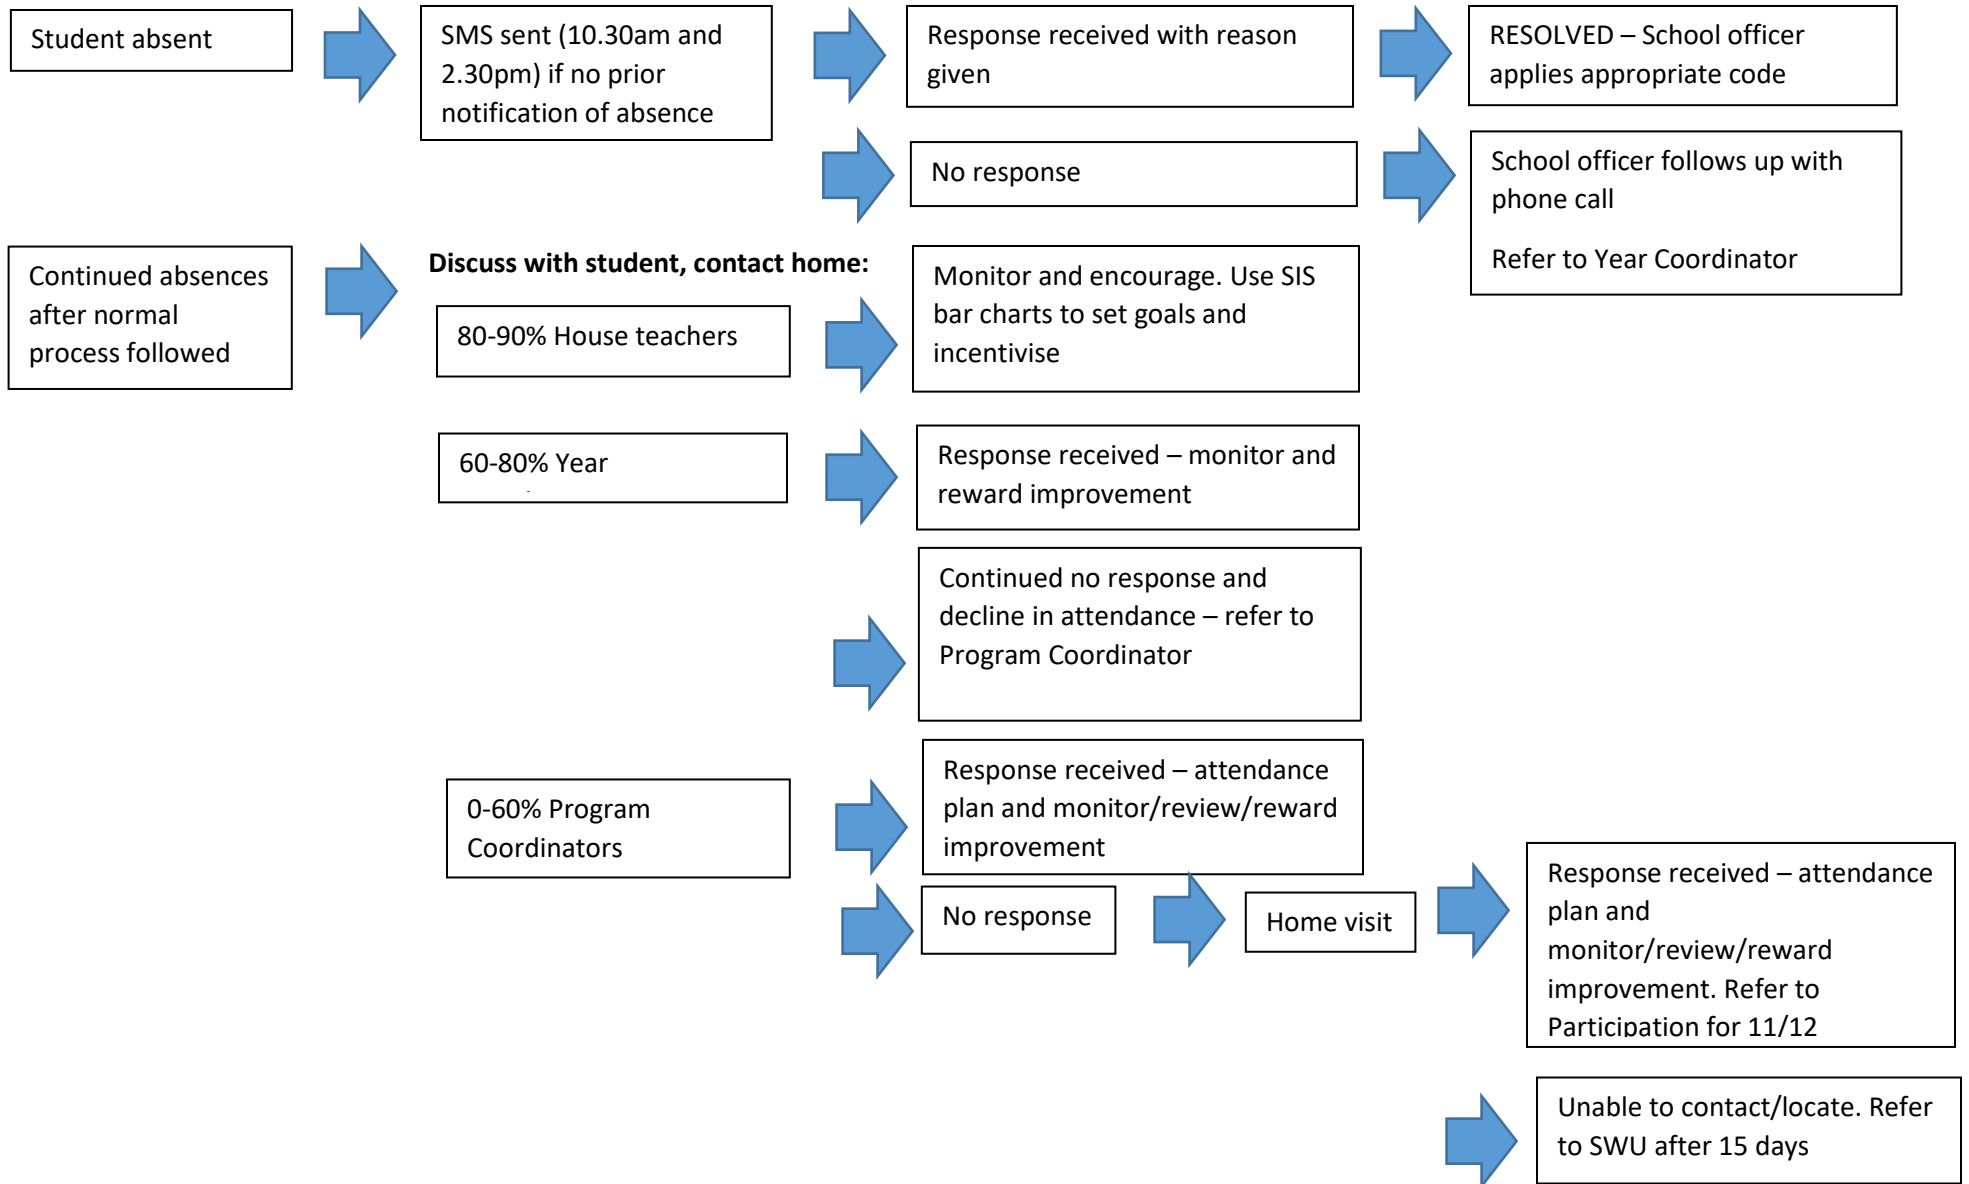 Student absent
SMS sent (10.30am and
2.30pm) if no prior
notification of absence
Response received with reason
given
RESOLVED – School officer
applies appropriate code
No response
School officer follows up with
phone call
Refer to Year Coordinator
Continued absences
after normal
process followed
Discuss with student, contact home:
80-90% House teachers
Monitor and encourage. Use SIS
bar charts to set goals and
incentivise
60-80% Year
Response received – monitor and
reward improvement
Continued no response and
decline in attendance – refer to
Program Coordinator
0-60% Program
Coordinators
Response received – attendance
plan and monitor/review/reward
improvement
No response
Home visit
Response received – attendance
plan and
monitor/review/reward
improvement. Refer to
Participation for 11/12
Unable to contact/locate. Refer
to SWU after 15 days